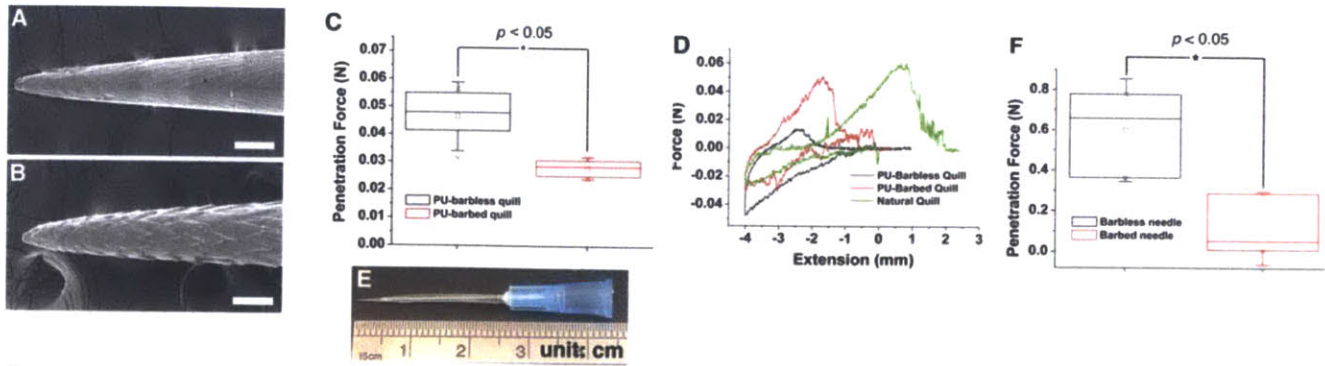 A
B
C
p < 0.05
*
Penetration Force (N)
0.07
0.06
0.05
0.04
0.03
0.02
0.01
0.00
PU-barbless quill
PU-barbed quill
D
Force (N)
0.04
0.02
0.00
-0.02
-0.04
PU-Barbless Quill
PU-Barbed Quill
Natural Quill
-4 -3 -2 -1 0 1 2 3
Extension (mm)
E
15cm 1 2 3 unit: cm
F
p < 0.05
*
Penetration Force (N)
0.8
0.6
0.4
0.2
0.0
Barbless needle
Barbed needle